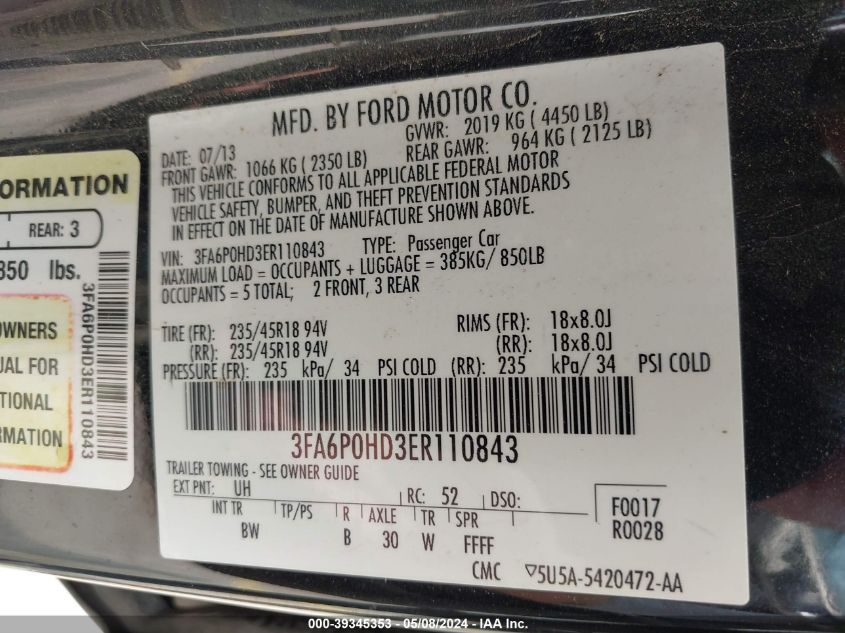 ORMATION
REAR: 3
850 lbs.
OWNERS
UAL FOR
TIONAL
RMATION
3FA6P0HD3ER110843
MFD. BY FORD MOTOR CO.
DATE: 07/13 GVWR: 2019 KG ( 4450 LB)
FRONT GAWR: 1066 KG ( 2350 LB) REAR GAWR: 964 KG ( 2125 LB)
THIS VEHICLE CONFORMS TO ALL APPLICABLE FEDERAL MOTOR
VEHICLE SAFETY, BUMPER, AND THEFT PREVENTION STANDARDS
IN EFFECT ON THE DATE OF MANUFACTURE SHOWN ABOVE.
VIN: 3FA6P0HD3ER110843 TYPE: Passenger Car
MAXIMUM LOAD = OCCUPANTS + LUGGAGE = 385KG/ 850LB
OCCUPANTS = 5 TOTAL; 2 FRONT, 3 REAR
TIRE (FR): 235/45R18 94V RIMS (FR): 18x8.0J
(RR): 235/45R18 94V (RR): 18x8.0J
PRESSURE (FR): 235 kPa/ 34 PSI COLD (RR): 235 kPa/ 34 PSI COLD
3FA6P0HD3ER110843
TRAILER TOWING - SEE OWNER GUIDE
EXT PNT: UH RC: 52 DSO: F0017
INT TR TP/PS R AXLE TR SPR R0028
BW B 30 W FFFF
CMC ▽5U5A-5420472-AA
000-39345353 - 05/08/2024 - IAA Inc.